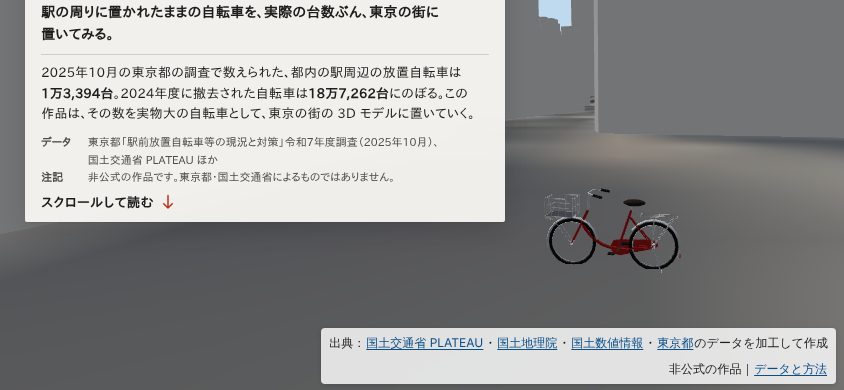 駅の周りに置かれたままの自転車を、実際の台数ぶん、東京の街に
置いてみる。
2025年10月の東京都の調査で数えられた、都内の駅周辺の放置自転車は
1万3,394台。2024年度に撤去された自転車は18万7,262台にのぼる。この
作品は、その数を実物大の自転車として、東京の街の 3D モデルに置いていく。
データ 東京都「駅前放置自転車等の現況と対策」令和7年度調査（2025年10月）、
国土交通省 PLATEAU ほか
注記 非公式の作品です。東京都・国土交通省によるものではありません。
スクロールして読む ↓
出典：国土交通省 PLATEAU・国土地理院・国土数値情報・東京都のデータを加工して作成
非公式の作品 | データと方法